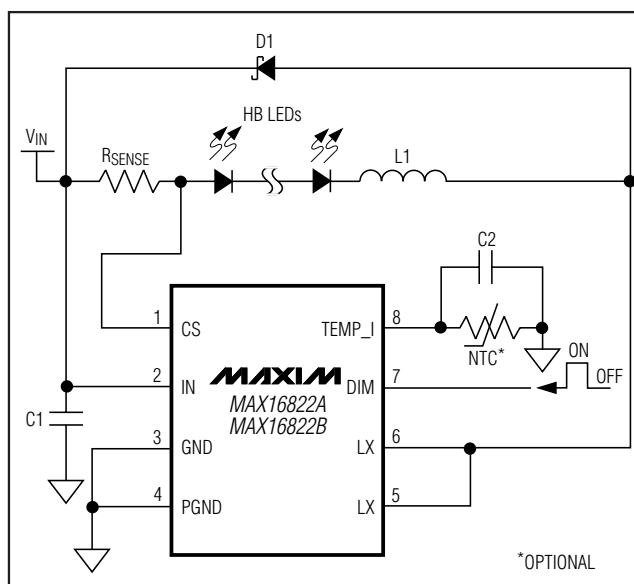 D1
HB LEDs
VIN
RSENSE
L1
C2
1
CS
TEMP_I
8
NTC*
ON
2
IN
MAXIM
DIM
7
OFF
MAX16822A
MAX16822B
C1
3
GND
LX
6
4
PGND
LX
5
*OPTIONAL